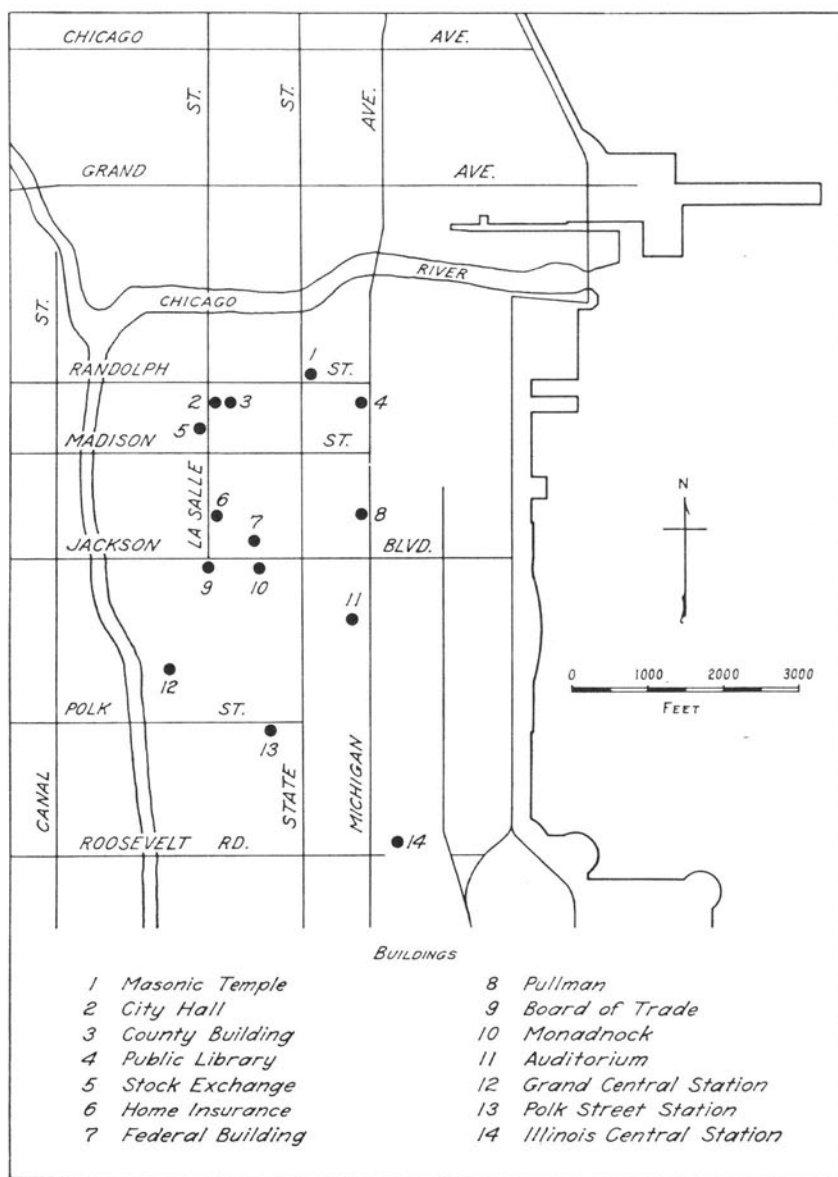 CHICAGO AVE.
ST.
ST.
AVE.
GRAND AVE.
RIVER
CHICAGO
ST.
1
RANDOLPH ST.
2 3 4
5
MADISON ST.
LA SALLE
6 8
7
N
JACKSON BLVD.
9 10
11
0 1000 2000 3000
FEET
12
POLK ST.
13
CANAL
STATE
MICHIGAN
ROOSEVELT RD.
14
BUILDINGS
1 Masonic Temple
2 City Hall
3 County Building
4 Public Library
5 Stock Exchange
6 Home Insurance
7 Federal Building
8 Pullman
9 Board of Trade
10 Monadnock
11 Auditorium
12 Grand Central Station
13 Polk Street Station
14 Illinois Central Station